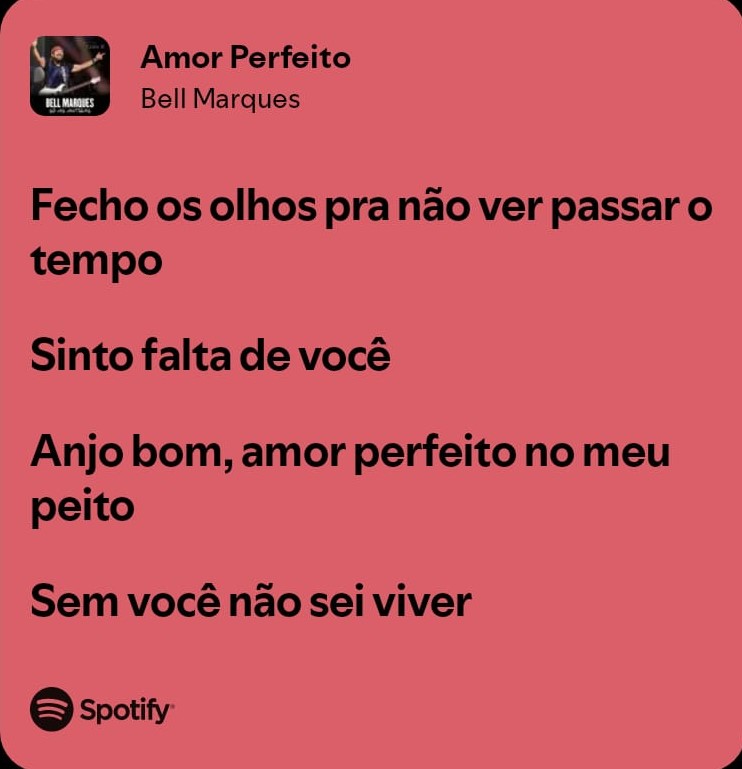 Amor Perfeito
Bell Marques
BELL MARQUES
Fecho os olhos pra não ver passar o
tempo
Sinto falta de você
Anjo bom, amor perfeito no meu
peito
Sem você não sei viver
Spotify